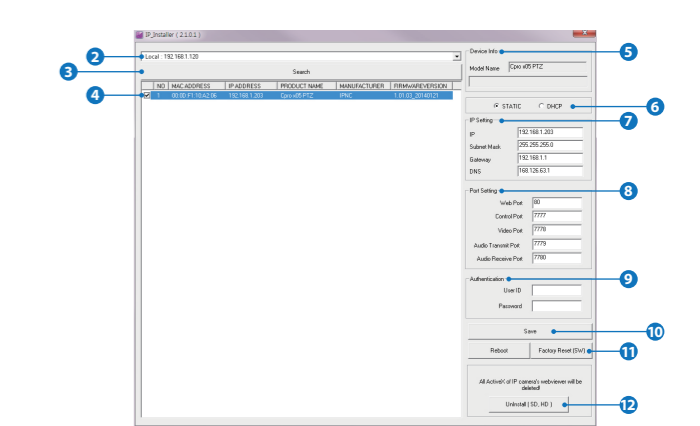 IP_Installer ( 2.1.0.1 )
2
Local : 192.168.1.120
3
Search
NO MAC ADDRESS IP ADDRESS PRODUCT NAME MANUFACTURER FIRMWAREVERSION
4
1 00:0D:F1:10:A2:06 192.168.1.203 Cpro x05 PTZ IPNC 1.01.03_20140121
Device Info
5
Model Name Cpro x05 PTZ
STATIC DHCP
6
IP Setting
7
IP 192.168.1.203
Subnet Mask 255.255.255.0
Gateway 192.168.1.1
DNS 168.126.63.1
Port Setting
8
Web Port 80
Control Port 7777
Video Port 7778
Audio Transmit Port 7779
Audio Receive Port 7780
Authentication
9
User ID
Password
Save
10
Reboot Factory Reset (SW)
11
All ActiveX of IP camera's webviewer will be
deleted!
UnInstall ( SD, HD )
12